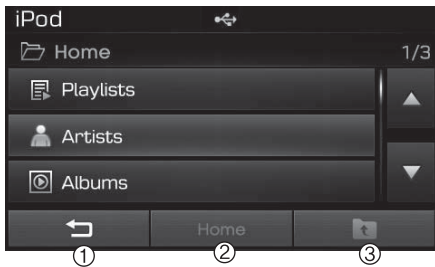 iPod
Home 1/3
Playlists
Artists
Albums
Home
① ② ③